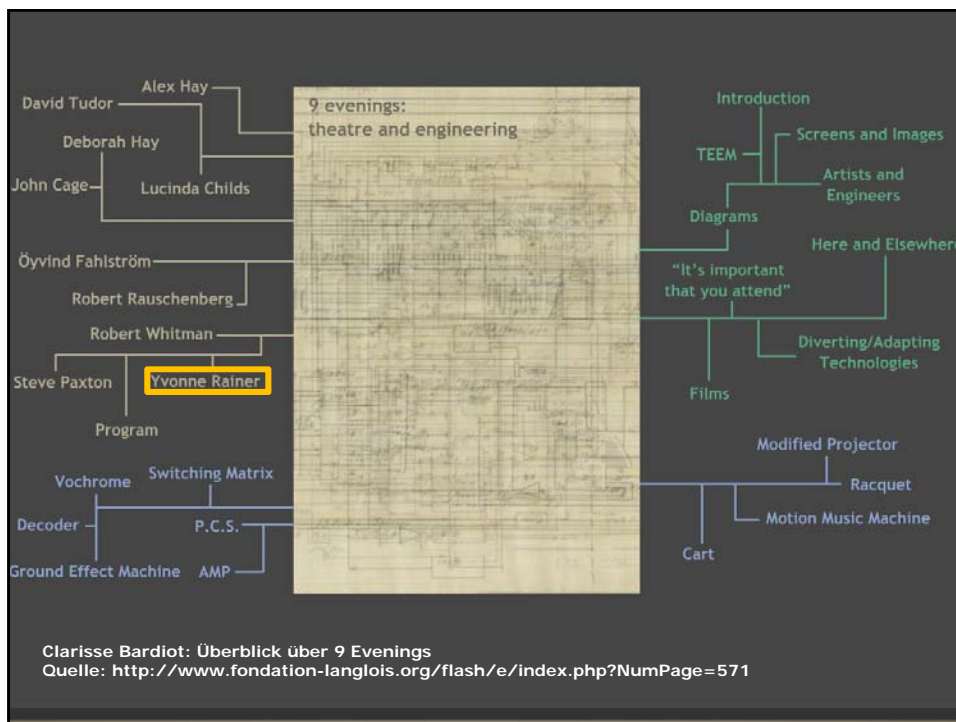 Alex Hay
David Tudor
Deborah Hay
John Cage
Lucinda Childs
Öyvind Fahlström
Robert Rauschenberg
Robert Whitman
Steve Paxton
Yvonne Rainer
Program
Switching Matrix
Vochrome
Decoder
P.C.S.
Ground Effect Machine
AMP
9 evenings:
theatre and engineering
Introduction
Screens and Images
TEEM
Artists and
Engineers
Diagrams
Here and Elsewhere
“It's important
that you attend”
Diverting/Adapting
Technologies
Films
Modified Projector
Racquet
Motion Music Machine
Cart
Clarisse Bardiot: Überblick über 9 Evenings
Quelle: http://www.fondation-langlois.org/flash/e/index.php?NumPage=571